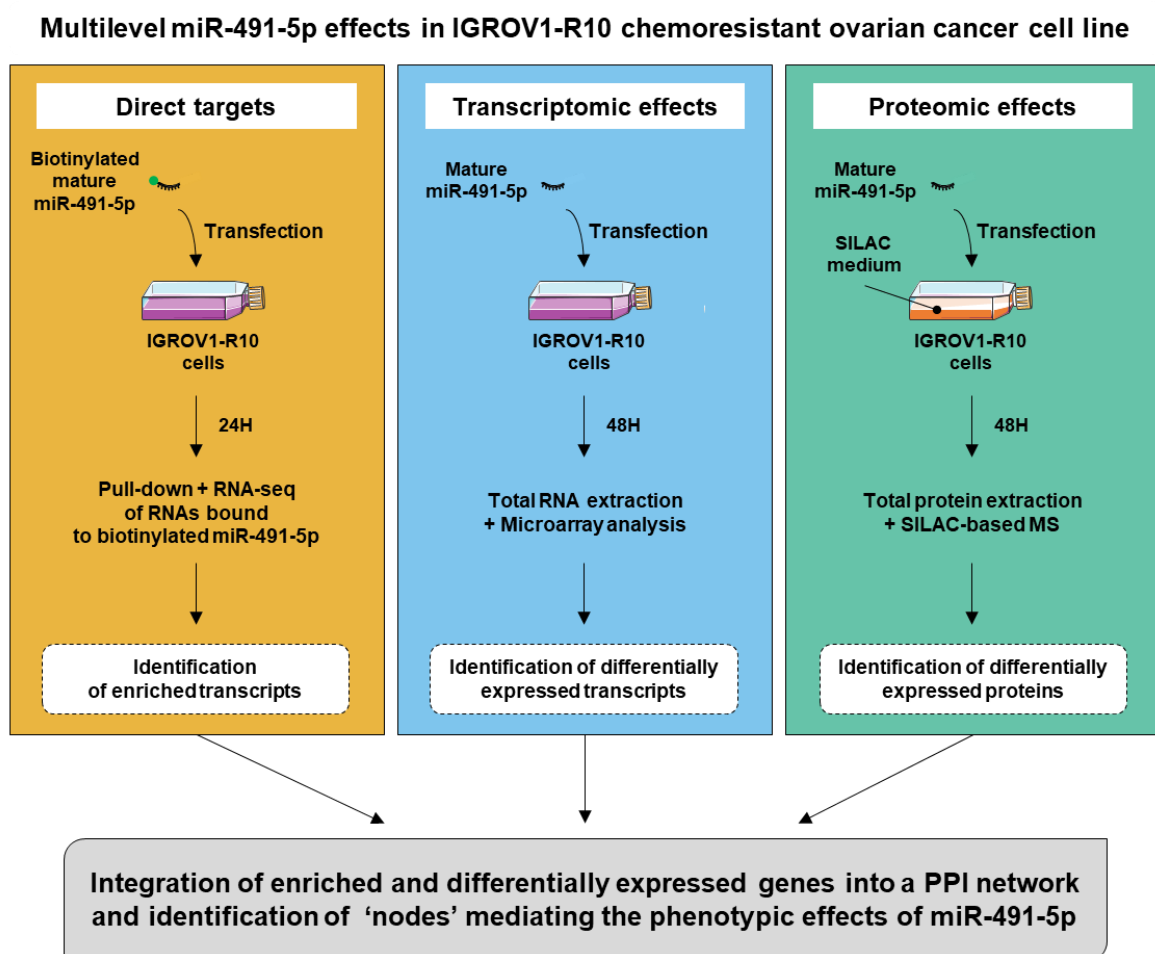 Multilevel miR-491-5p effects in IGROV1-R10 chemoresistant ovarian cancer cell line
Direct targets
Biotinylated
mature
miR-491-5p
Transfection
IGROV1-R10
cells
24H
Pull-down + RNA-seq
of RNAs bound
to biotinylated miR-491-5p
Identification
of enriched transcripts
Transcriptomic effects
Mature
miR-491-5p
Transfection
IGROV1-R10
cells
48H
Total RNA extraction
+ Microarray analysis
Identification of differentially
expressed transcripts
Proteomic effects
Mature
miR-491-5p
Transfection
SILAC
medium
IGROV1-R10
cells
48H
Total protein extraction
+ SILAC-based MS
Identification of differentially
expressed proteins
Integration of enriched and differentially expressed genes into a PPI network
and identification of ‘nodes’ mediating the phenotypic effects of miR-491-5p